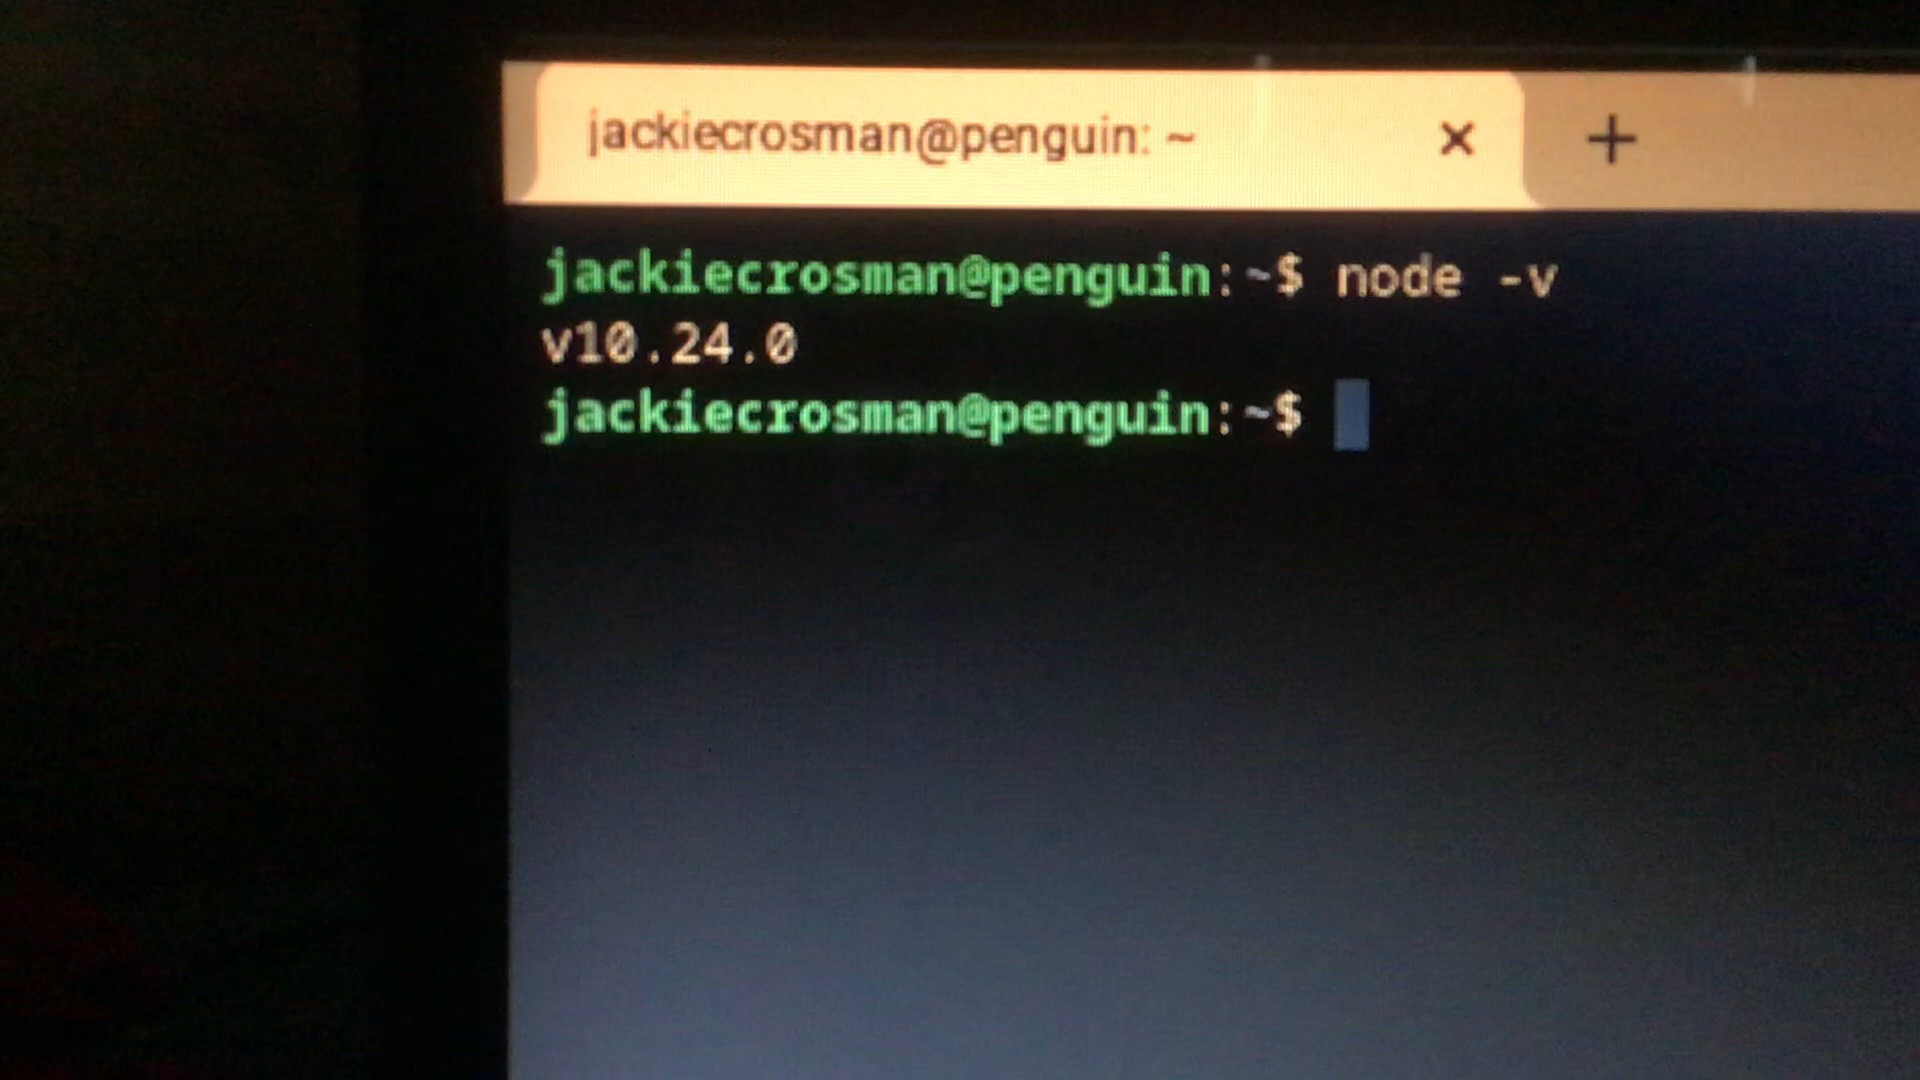 jackiecrosman@penguin: ~
jackiecrosman@penguin:~$ node -v
v10.24.0
jackiecrosman@penguin:~$